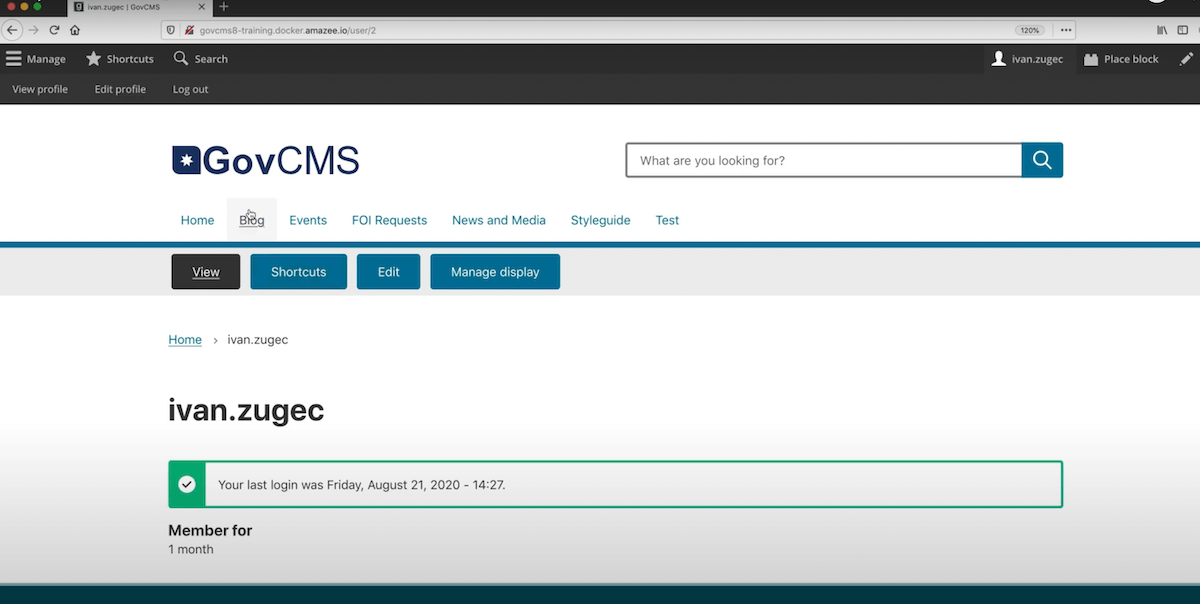 ivan.zugec | GovCMS
govcms8-training.docker.amazee.io/user/2 120%
Manage Shortcuts Search ivan.zugec Place block
View profile Edit profile Log out
GovCMS What are you looking for?
Home Blog Events FOI Requests News and Media Styleguide Test
View Shortcuts Edit Manage display
Home › ivan.zugec
ivan.zugec
Your last login was Friday, August 21, 2020 - 14:27.
Member for
1 month